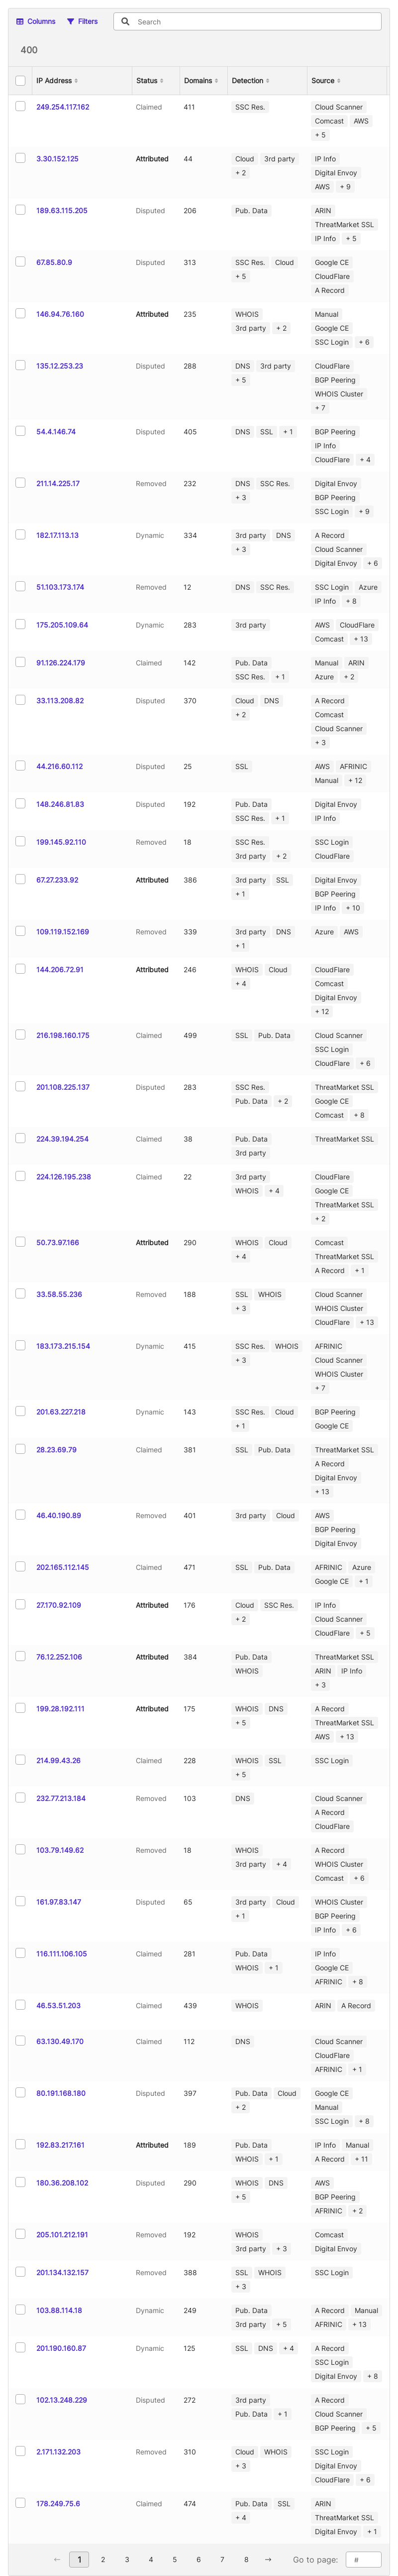 Columns Filters Search
400
IP Address Status Domains Detection Source
249.254.117.162 Claimed 411 SSC Res. Cloud Scanner
Comcast AWS
+ 5
3.30.152.125 Attributed 44 Cloud 3rd party IP Info
+ 2 Digital Envoy
AWS + 9
189.63.115.205 Disputed 206 Pub. Data ARIN
ThreatMarket SSL
IP Info + 5
67.85.80.9 Disputed 313 SSC Res. Cloud Google CE
+ 5 CloudFlare
A Record
146.94.76.160 Attributed 235 WHOIS Manual
3rd party + 2 Google CE
SSC Login + 6
135.12.253.23 Disputed 288 DNS 3rd party CloudFlare
+ 5 BGP Peering
WHOIS Cluster
+ 7
54.4.146.74 Disputed 405 DNS SSL + 1 BGP Peering
IP Info
CloudFlare + 4
211.14.225.17 Removed 232 DNS SSC Res. Digital Envoy
+ 3 BGP Peering
SSC Login + 9
182.17.113.13 Dynamic 334 3rd party DNS A Record
+ 3 Cloud Scanner
Digital Envoy + 6
51.103.173.174 Removed 12 DNS SSC Res. SSC Login Azure
IP Info + 8
175.205.109.64 Dynamic 283 3rd party AWS CloudFlare
Comcast + 13
91.126.224.179 Claimed 142 Pub. Data Manual ARIN
SSC Res. + 1 Azure + 2
33.113.208.82 Disputed 370 Cloud DNS A Record
+ 2 Comcast
Cloud Scanner
+ 3
44.216.60.112 Disputed 25 SSL AWS AFRINIC
Manual + 12
148.246.81.83 Disputed 192 Pub. Data Digital Envoy
SSC Res. + 1 IP Info
199.145.92.110 Removed 18 SSC Res. SSC Login
3rd party + 2 CloudFlare
67.27.233.92 Attributed 386 3rd party SSL Digital Envoy
+ 1 BGP Peering
IP Info + 10
109.119.152.169 Removed 339 3rd party DNS Azure AWS
+ 1
144.206.72.91 Attributed 246 WHOIS Cloud CloudFlare
+ 4 Comcast
Digital Envoy
+ 12
216.198.160.175 Claimed 499 SSL Pub. Data Cloud Scanner
SSC Login
CloudFlare + 6
201.108.225.137 Disputed 283 SSC Res. ThreatMarket SSL
Pub. Data + 2 Google CE
Comcast + 8
224.39.194.254 Claimed 38 Pub. Data ThreatMarket SSL
3rd party
224.126.195.238 Claimed 22 3rd party CloudFlare
WHOIS + 4 Google CE
ThreatMarket SSL
+ 2
50.73.97.166 Attributed 290 WHOIS Cloud Comcast
+ 4 ThreatMarket SSL
A Record + 1
33.58.55.236 Removed 188 SSL WHOIS Cloud Scanner
+ 3 WHOIS Cluster
CloudFlare + 13
183.173.215.154 Dynamic 415 SSC Res. WHOIS AFRINIC
+ 3 Cloud Scanner
WHOIS Cluster
+ 7
201.63.227.218 Dynamic 143 SSC Res. Cloud BGP Peering
+ 1 Google CE
28.23.69.79 Claimed 381 SSL Pub. Data ThreatMarket SSL
A Record
Digital Envoy
+ 13
46.40.190.89 Removed 401 3rd party Cloud AWS
BGP Peering
Digital Envoy
202.165.112.145 Claimed 471 SSL Pub. Data AFRINIC Azure
Google CE + 1
27.170.92.109 Attributed 176 Cloud SSC Res. IP Info
+ 2 Cloud Scanner
CloudFlare + 5
76.12.252.106 Attributed 384 Pub. Data ThreatMarket SSL
WHOIS ARIN IP Info
+ 3
199.28.192.111 Attributed 175 WHOIS DNS A Record
+ 5 ThreatMarket SSL
AWS + 13
214.99.43.26 Claimed 228 WHOIS SSL SSC Login
+ 5
232.77.213.184 Removed 103 DNS Cloud Scanner
A Record
CloudFlare
103.79.149.62 Removed 18 WHOIS A Record
3rd party + 4 WHOIS Cluster
Comcast + 6
161.97.83.147 Disputed 65 3rd party Cloud WHOIS Cluster
+ 1 BGP Peering
IP Info + 6
116.111.106.105 Claimed 281 Pub. Data IP Info
WHOIS + 1 Google CE
AFRINIC + 8
46.53.51.203 Claimed 439 WHOIS ARIN A Record
63.130.49.170 Claimed 112 DNS Cloud Scanner
CloudFlare
AFRINIC + 1
80.191.168.180 Disputed 397 Pub. Data Cloud Google CE
+ 2 Manual
SSC Login + 8
192.83.217.161 Attributed 189 Pub. Data IP Info Manual
WHOIS + 1 A Record + 11
180.36.208.102 Disputed 290 WHOIS DNS AWS
+ 5 BGP Peering
AFRINIC + 2
205.101.212.191 Removed 192 WHOIS Comcast
3rd party + 3 Digital Envoy
201.134.132.157 Removed 388 SSL WHOIS SSC Login
+ 3
103.88.114.18 Dynamic 249 Pub. Data A Record Manual
3rd party + 5 AFRINIC + 13
201.190.160.87 Dynamic 125 SSL DNS + 4 A Record
SSC Login
Digital Envoy + 8
102.13.248.229 Disputed 272 3rd party A Record
Pub. Data + 1 Cloud Scanner
BGP Peering + 5
2.171.132.203 Removed 310 Cloud WHOIS SSC Login
+ 3 Digital Envoy
CloudFlare + 6
178.249.75.6 Claimed 474 Pub. Data SSL ARIN
+ 4 ThreatMarket SSL
Digital Envoy + 1
← 1 2 3 4 5 6 7 8 → Go to page: #